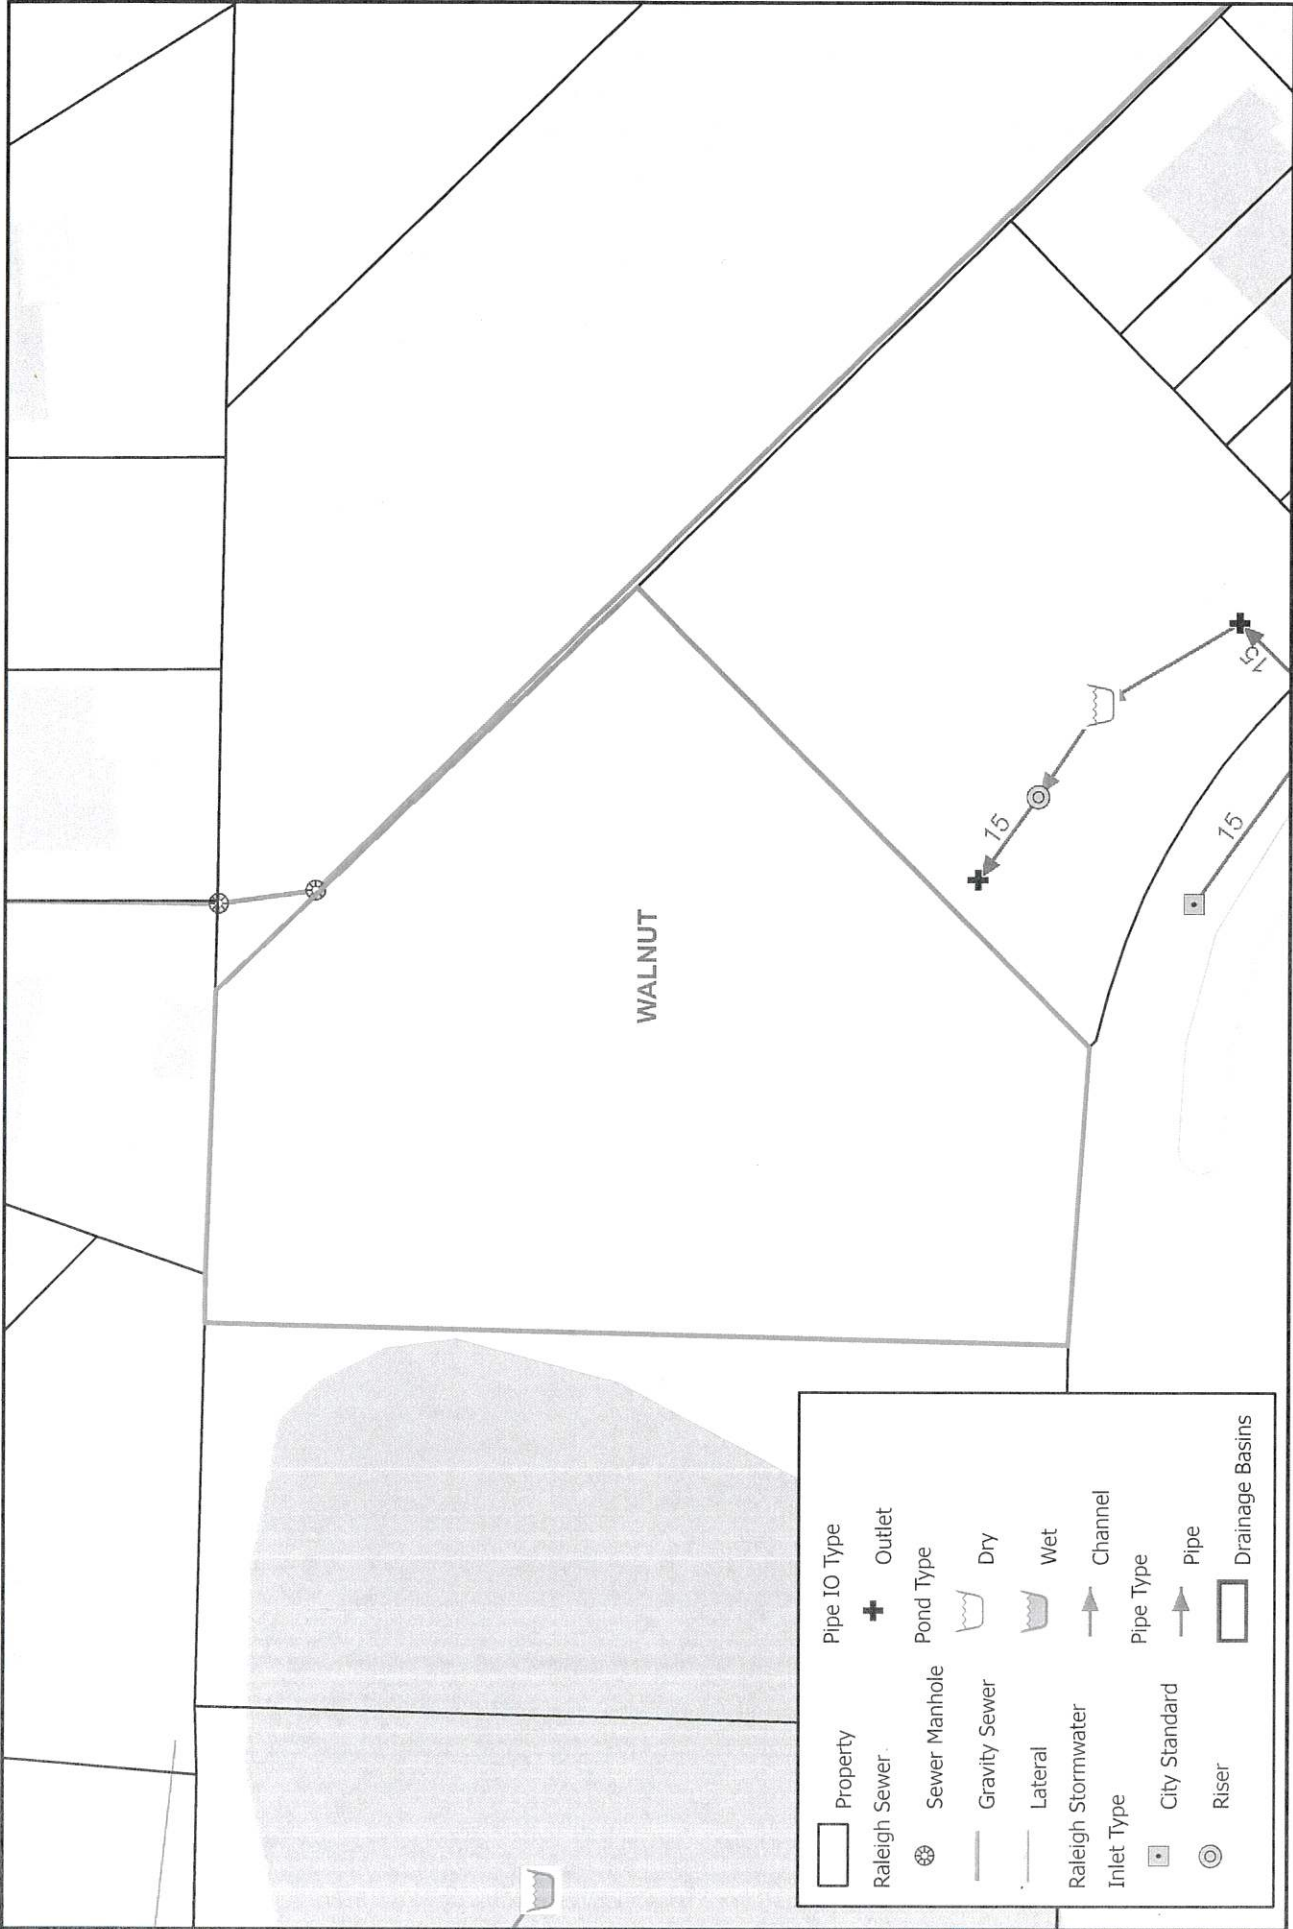 WALNUT
15
15
15
Property
Raleigh Sewer
Sewer Manhole
Gravity Sewer
Lateral
Raleigh Stormwater
Inlet Type
City Standard
Riser
Pipe IO Type
Outlet
Pond Type
Dry
Wet
Channel
Pipe Type
Pipe
Drainage Basins